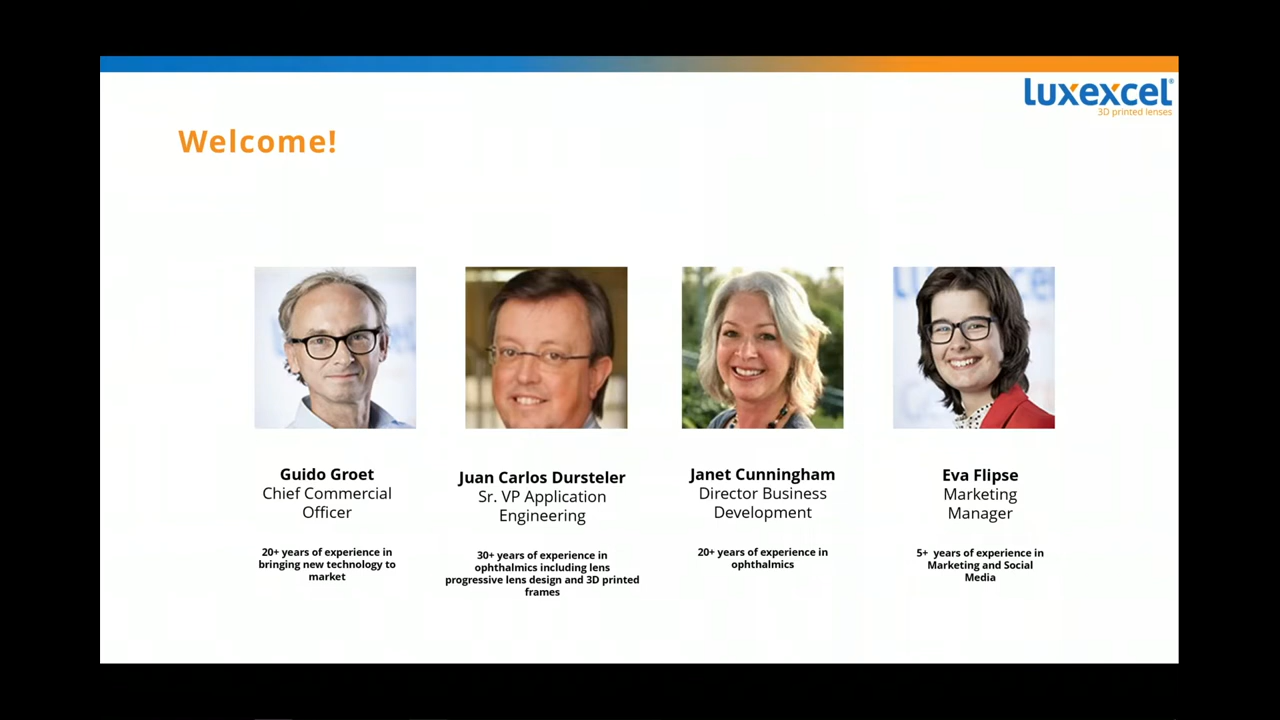 luxexcel®
3D printed lenses
Welcome!
Guido Groet
Chief Commercial
Officer
20+ years of experience in
bringing new technology to
market
Juan Carlos Dursteler
Sr. VP Application
Engineering
30+ years of experience in
ophthalmics including lens
progressive lens design and 3D printed
frames
Janet Cunningham
Director Business
Development
20+ years of experience in
ophthalmics
Eva Flipse
Marketing
Manager
5+ years of experience in
Marketing and Social
Media